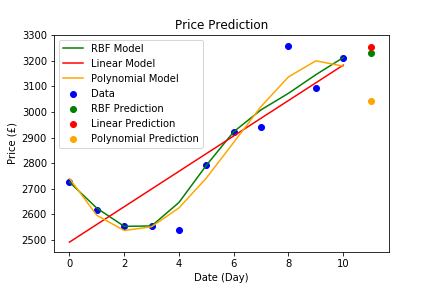 Price Prediction
RBF Model
Linear Model
Polynomial Model
Data
RBF Prediction
Linear Prediction
Polynomial Prediction
Price (£)
3300
3200
3100
3000
2900
2800
2700
2600
2500
0 2 4 6 8 10
Date (Day)